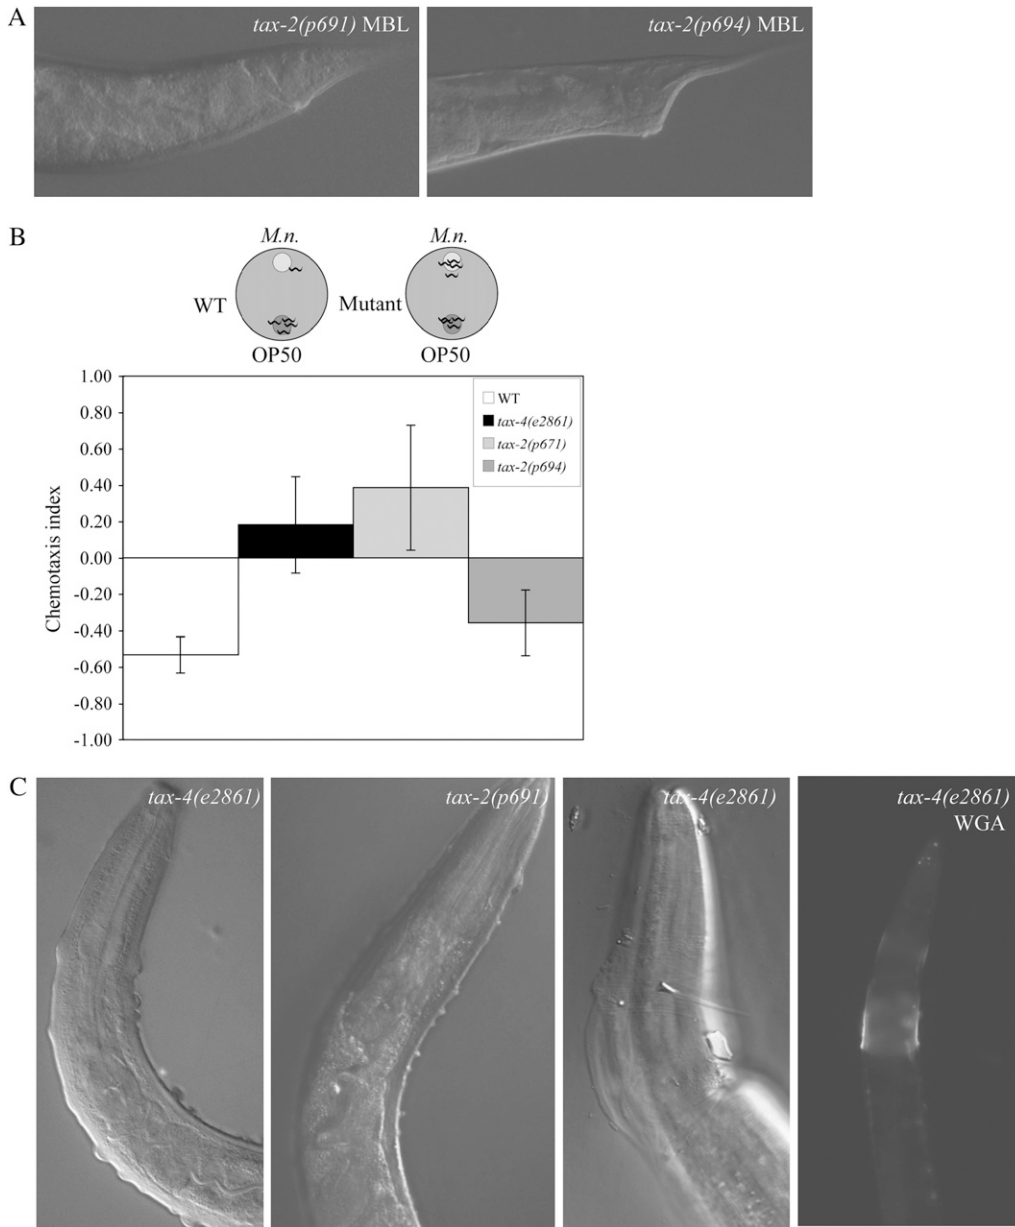 A
tax-2(p691) MBL
tax-2(p694) MBL
B
M.n.
M.n.
WT
Mutant
OP50
OP50
1.00
0.80
0.60
0.40
0.20
0.00
-0.20
-0.40
-0.60
-0.80
-1.00
Chemotaxis index
WT
tax-4(e2861)
tax-2(p671)
tax-2(p694)
C
tax-4(e2861)
tax-2(p691)
tax-4(e2861)
tax-4(e2861)
WGA